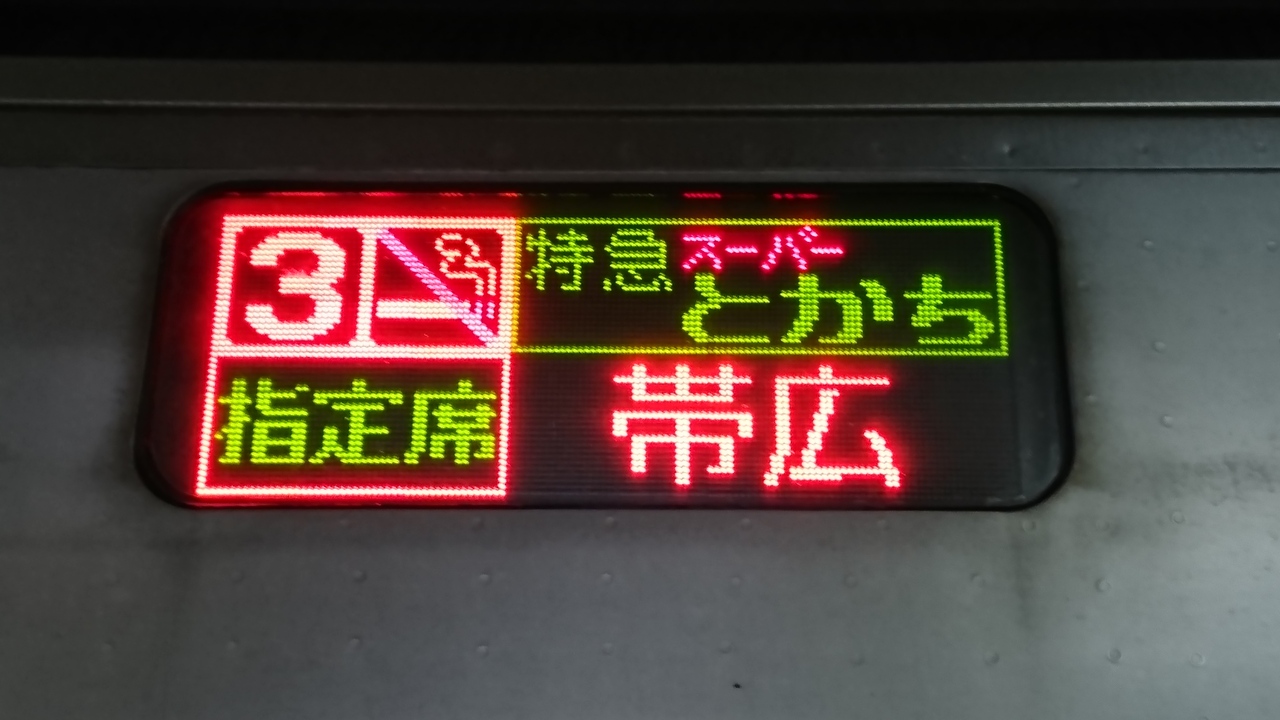 3
特急 スーパー とかち
指定席
帯広